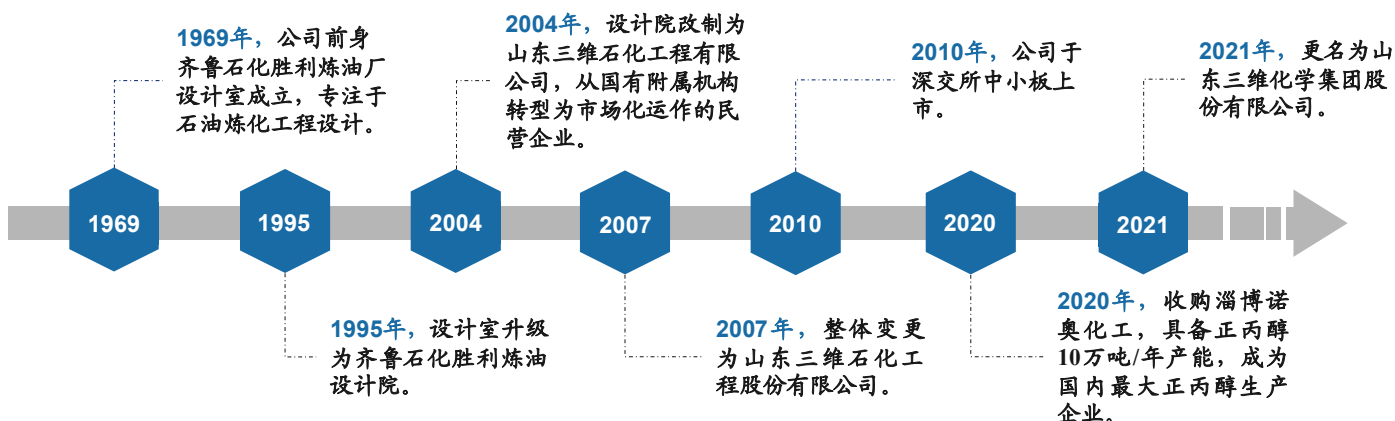 1969年，公司前身
齐鲁石化胜利炼油厂
设计室成立，专注于
石油炼化工程设计。
2004年，设计院改制为
山东三维石化工程有限
公司，从国有附属机构
转型为市场化运作的民
营企业。
2010年，公司于
深交所中小板上
市。
2021年，更名为山
东三维化学集团股
份有限公司。
1969
1995
2004
2007
2010
2020
2021
1995年，设计室升级
为齐鲁石化胜利炼油
设计院。
2007年，整体变更
为山东三维石化工
程股份有限公司。
2020年，收购淄博诺
奥化工，具备正丙醇
10万吨/年产能，成为
国内最大正丙醇生产
企业。